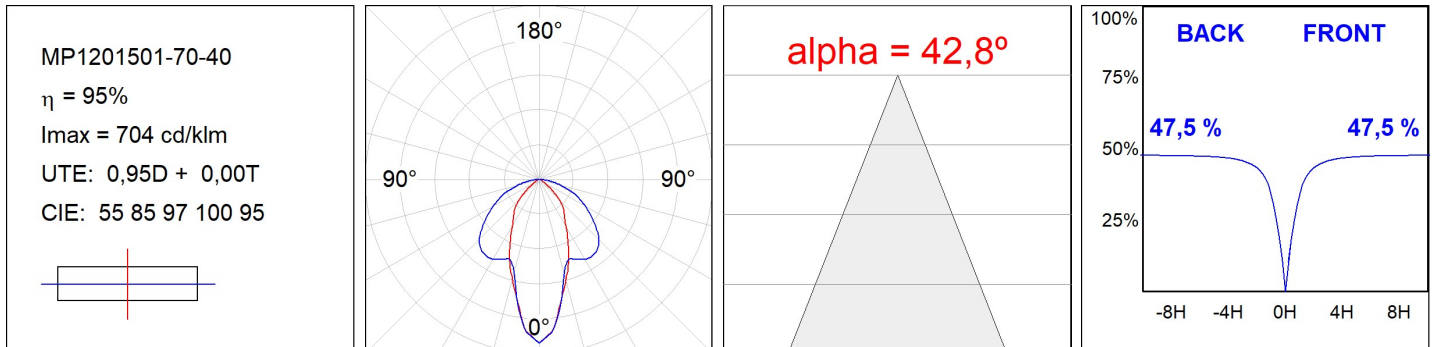 MP1201501-70-40
η = 95%
Imax = 704 cd/klm
UTE: 0,95D + 0,00T
CIE: 55 85 97 100 95
180°
90° 90°
0°
alpha = 42,8º
100%
BACK FRONT
75%
47,5 % 47,5 %
50%
25%
-8H -4H 0H 4H 8H